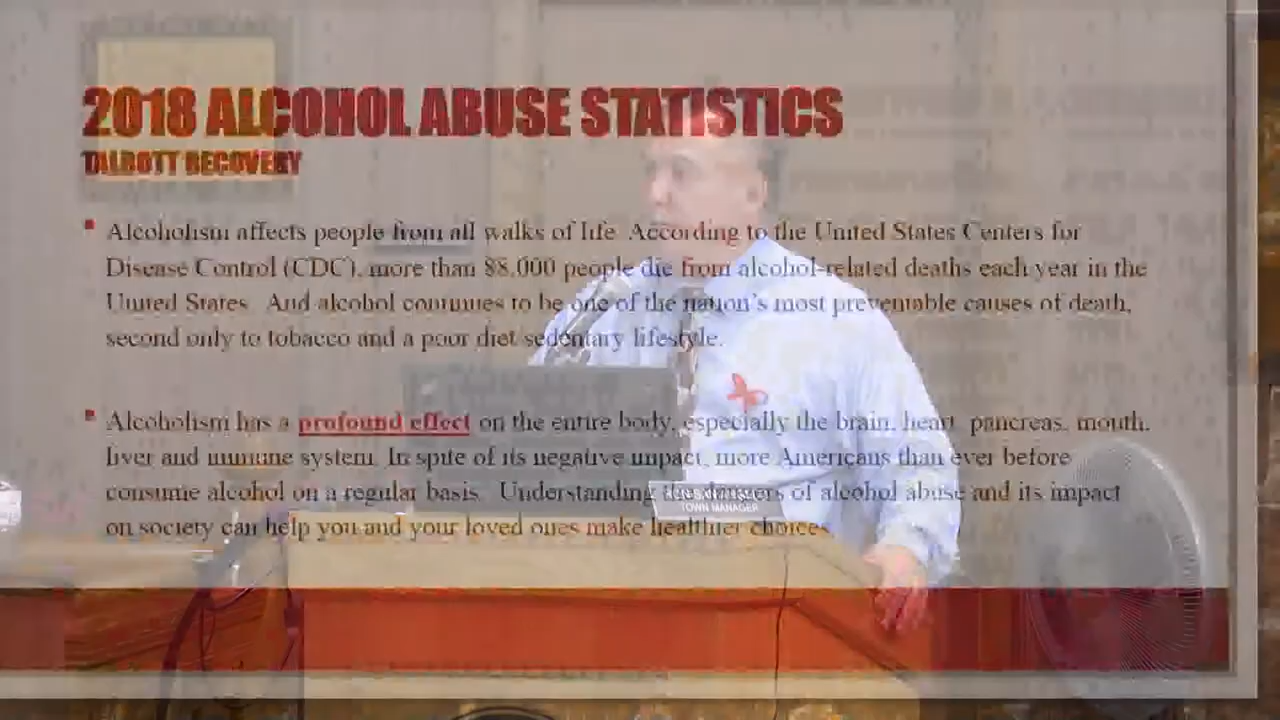 2018 ALCOHOL ABUSE STATISTICS
TALBOTT RECOVERY
Alcoholism affects people from all walks of life. According to the United States Centers for
Disease Control (CDC), more than 88,000 people die from alcohol-related deaths each year in the
United States. And alcohol continues to be one of the nation's most preventable causes of death,
second only to tobacco and a poor diet sedentary lifestyle.
Alcoholism has a profound effect on the entire body, especially the brain, heart, pancreas, mouth,
liver and immune system. In spite of its negative impact, more Americans than ever before
consume alcohol on a regular basis. Understanding the dangers of alcohol abuse and its impact
on society can help you and your loved ones make healthier choices
TOWN MANAGER